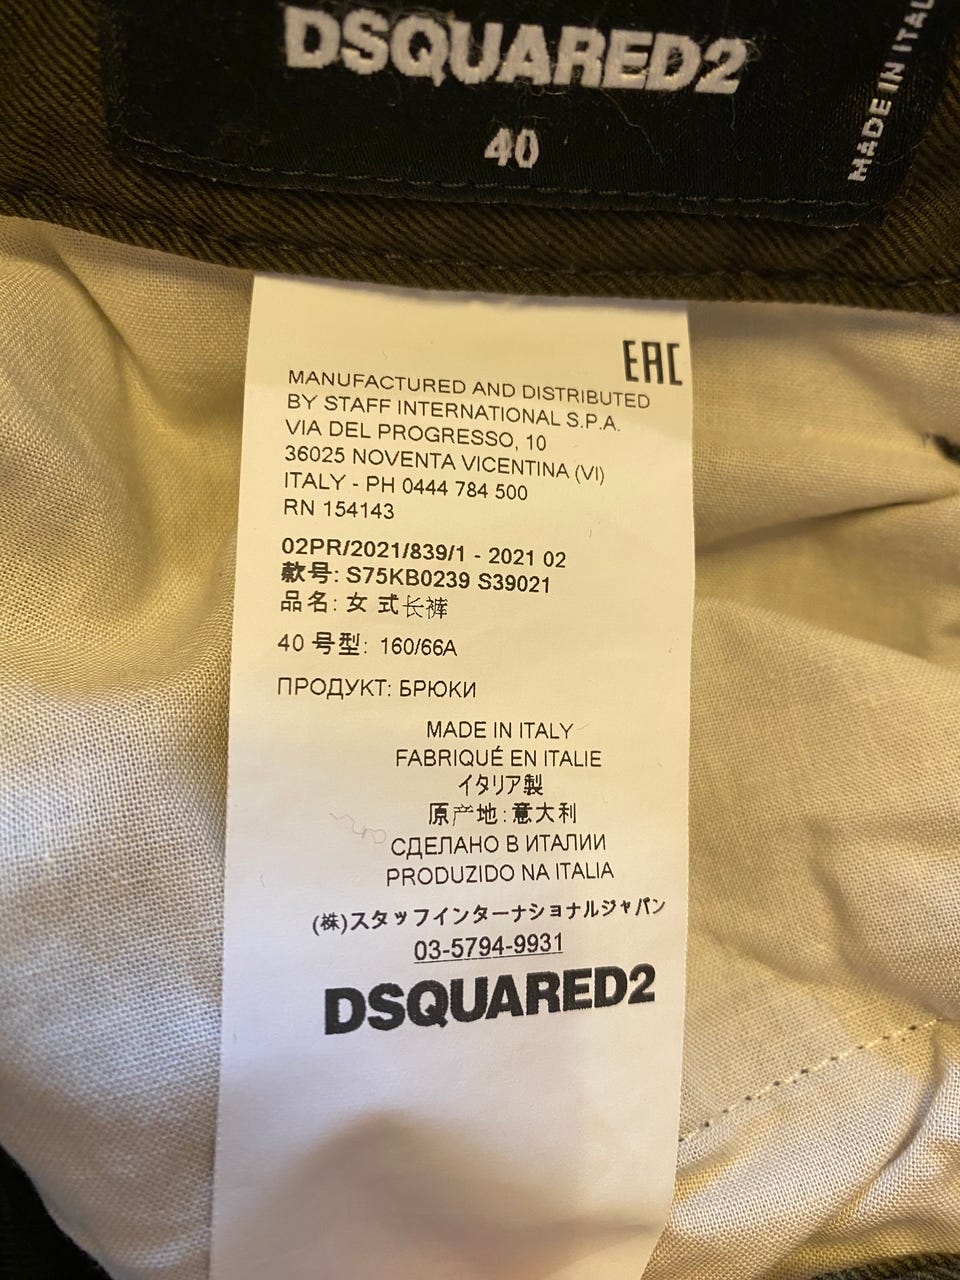 DSQUARED2
40
MADE IN ITAL
EAC
MANUFACTURED AND DISTRIBUTED
BY STAFF INTERNATIONAL S.P.A.
VIA DEL PROGRESSO, 10
36025 NOVENTA VICENTINA (VI)
ITALY - PH 0444 784 500
RN 154143
02PR/2021/839/1 - 2021 02
款号: S75KB0239 S39021
品名: 女 式长裤
40 号型: 160/66A
ПРОДУКТ: БРЮКИ
MADE IN ITALY
FABRIQUÉ EN ITALIE
イタリア製
原产地:意大利
СДЕЛАНО В ИТАЛИИ
PRODUZIDO NA ITALIA
(株)スタッフインターナショナルジャパン
03-5794-9931
DSQUARED2